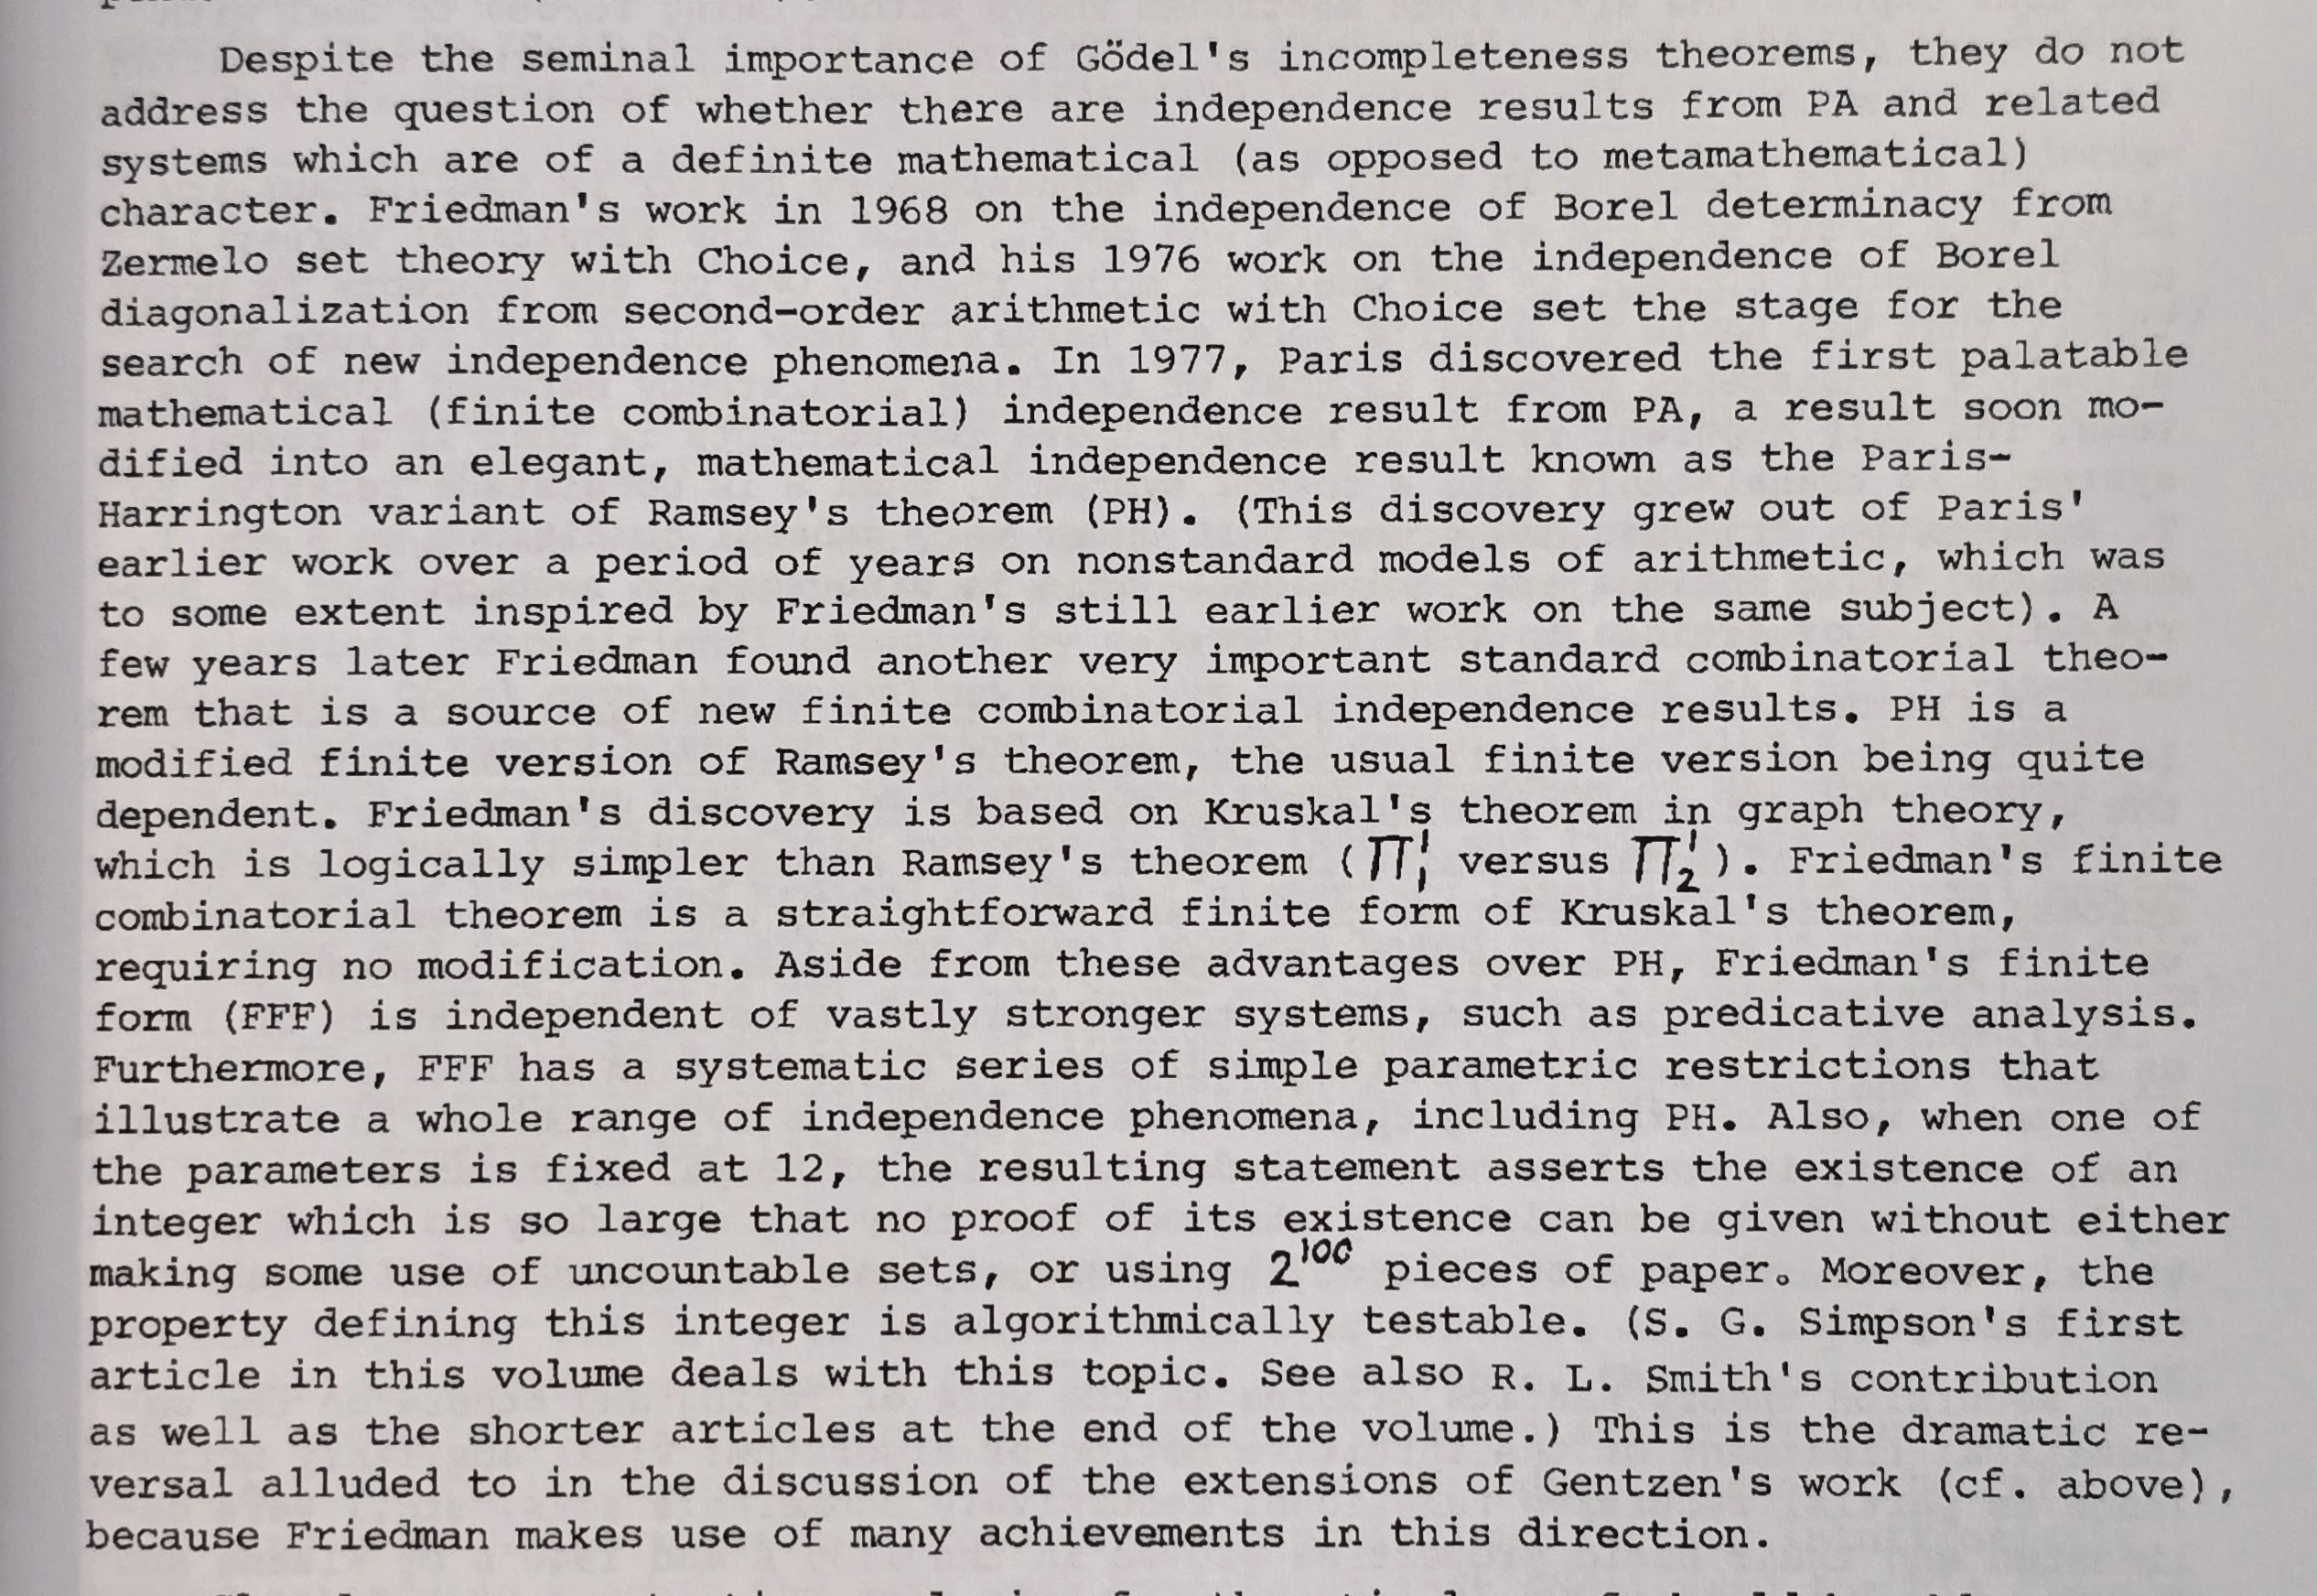 Despite the seminal importance of Gödel's incompleteness theorems, they do not
address the question of whether there are independence results from PA and related
systems which are of a definite mathematical (as opposed to metamathematical)
character. Friedman's work in 1968 on the independence of Borel determinacy from
Zermelo set theory with Choice, and his 1976 work on the independence of Borel
diagonalization from second-order arithmetic with Choice set the stage for the
search of new independence phenomena. In 1977, Paris discovered the first palatable
mathematical (finite combinatorial) independence result from PA, a result soon mo-
dified into an elegant, mathematical independence result known as the Paris-
Harrington variant of Ramsey's theorem (PH). (This discovery grew out of Paris'
earlier work over a period of years on nonstandard models of arithmetic, which was
to some extent inspired by Friedman's still earlier work on the same subject). A
few years later Friedman found another very important standard combinatorial theo-
rem that is a source of new finite combinatorial independence results. PH is a
modified finite version of Ramsey's theorem, the usual finite version being quite
dependent. Friedman's discovery is based on Kruskal's theorem in graph theory,
which is logically simpler than Ramsey's theorem (∏¹₁ versus ∏¹₂). Friedman's finite
combinatorial theorem is a straightforward finite form of Kruskal's theorem,
requiring no modification. Aside from these advantages over PH, Friedman's finite
form (FFF) is independent of vastly stronger systems, such as predicative analysis.
Furthermore, FFF has a systematic series of simple parametric restrictions that
illustrate a whole range of independence phenomena, including PH. Also, when one of
the parameters is fixed at 12, the resulting statement asserts the existence of an
integer which is so large that no proof of its existence can be given without either
making some use of uncountable sets, or using 2¹⁰⁰ pieces of paper. Moreover, the
property defining this integer is algorithmically testable. (S. G. Simpson's first
article in this volume deals with this topic. See also R. L. Smith's contribution
as well as the shorter articles at the end of the volume.) This is the dramatic re-
versal alluded to in the discussion of the extensions of Gentzen's work (cf. above),
because Friedman makes use of many achievements in this direction.